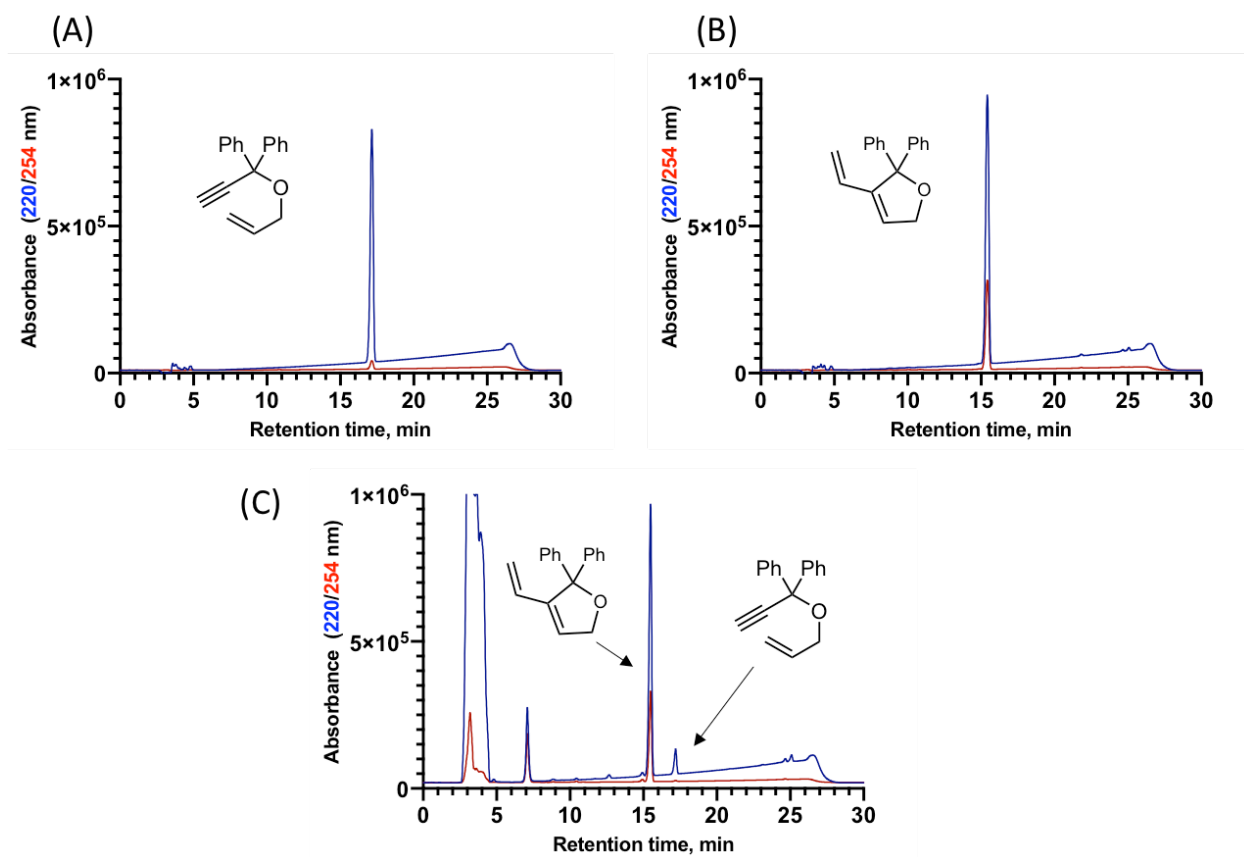 (A)
1×10⁶
5×10⁵
0
Absorbance (220/254 nm)
Ph Ph
O
0 5 10 15 20 25 30
Retention time, min
(B)
1×10⁶
5×10⁵
0
Absorbance (220/254 nm)
Ph Ph
O
0 5 10 15 20 25 30
Retention time, min
(C)
1×10⁶
5×10⁵
0
Absorbance (220/254 nm)
Ph Ph
O
Ph Ph
O
0 5 10 15 20 25 30
Retention time, min